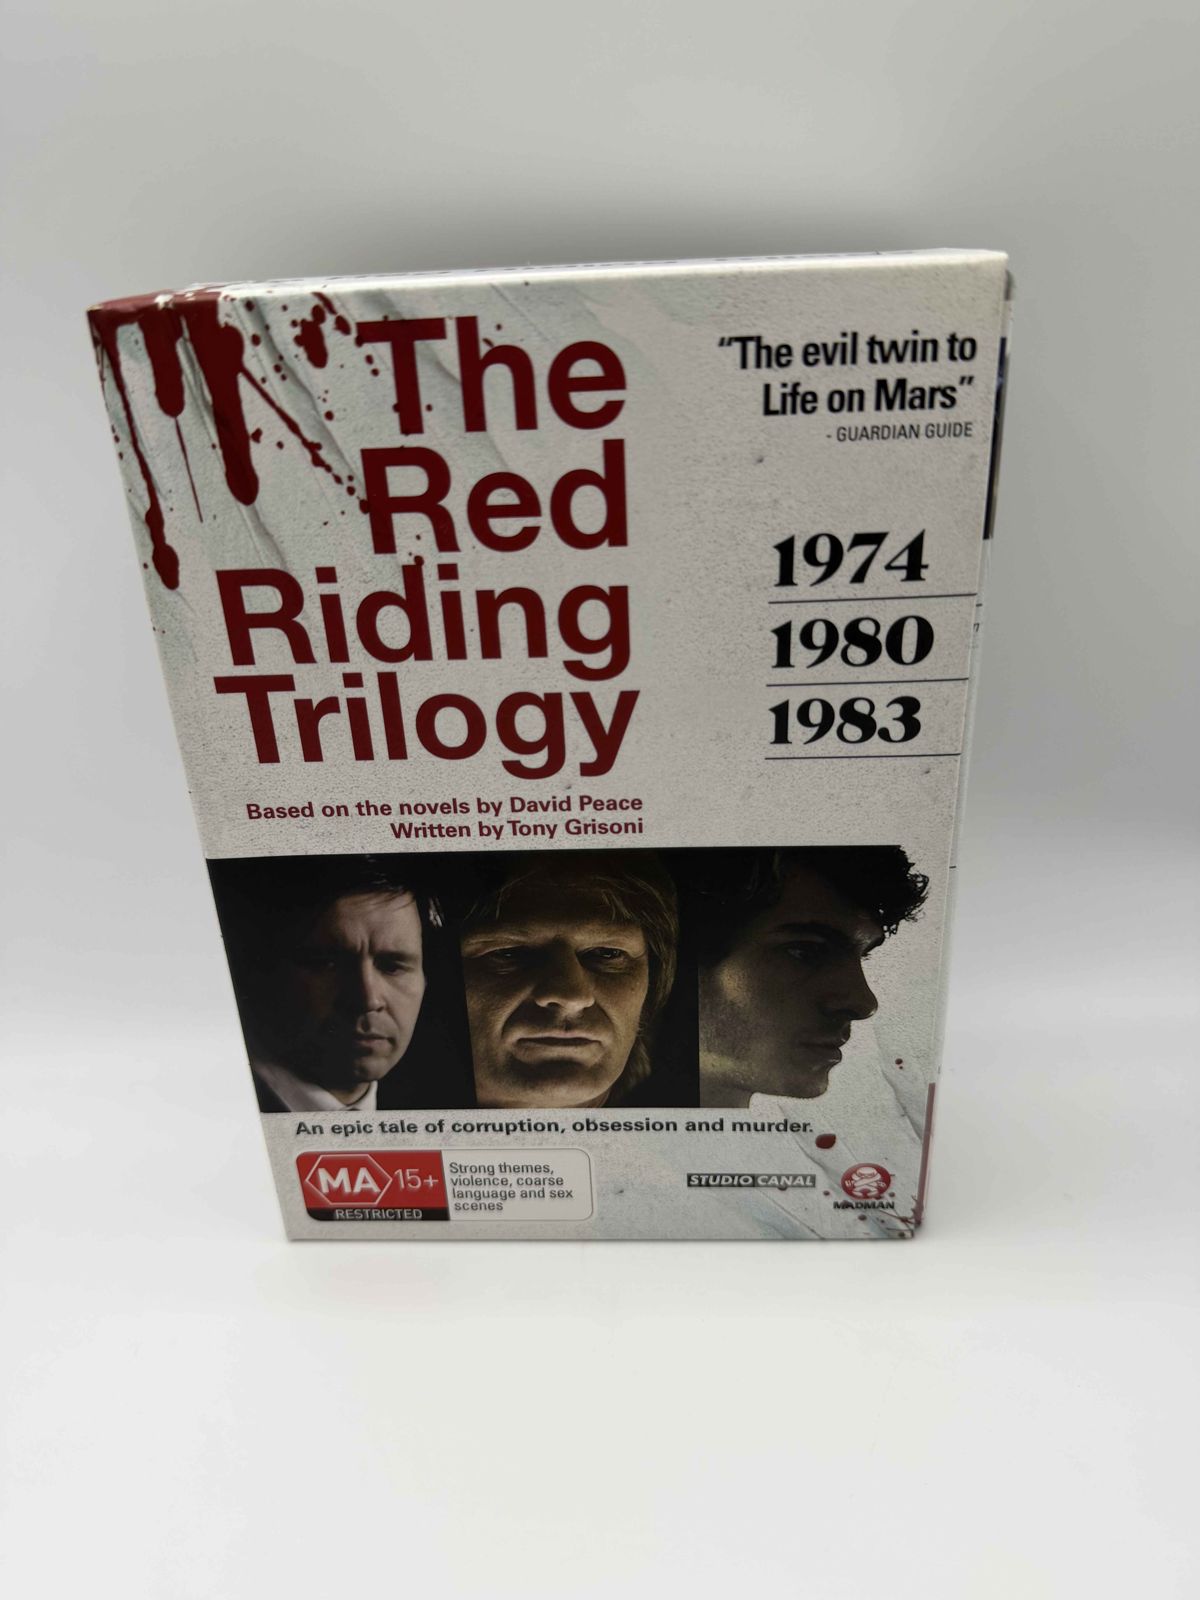 The
Red
Riding
Trilogy
"The evil twin to
Life on Mars"
- GUARDIAN GUIDE
1974
1980
1983
Based on the novels by David Peace
Written by Tony Grisoni
An epic tale of corruption, obsession and murder.
MA 15+
RESTRICTED
Strong themes,
violence, coarse
language and sex
scenes
STUDIO CANAL
MADMAN